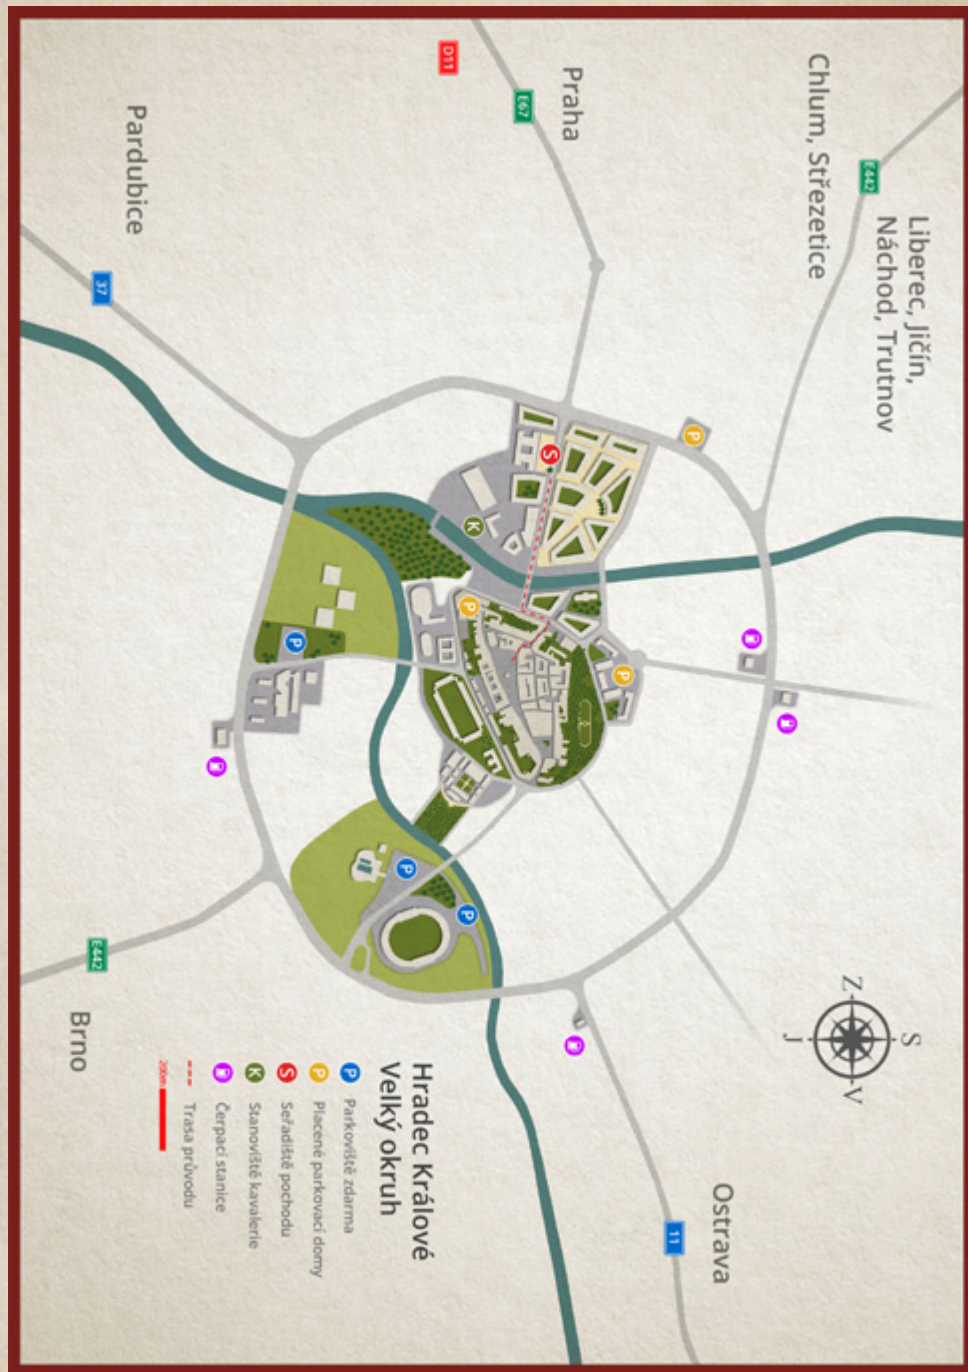 Liberec, Jičín,
Náchod, Trutnov
E442
Chlum, Střezetice
Praha
E67
D11
Pardubice
37
P
S
K
P
P
P
P
P
S
Z
V
J
Ostrava
11
E442
Brno
Hradec Králové
Velký okruh
P Parkoviště zdarma
P Placené parkovací domy
S Seřadiště pochodu
K Stanoviště kavalerie
Čerpací stanice
Trasa průvodu
200m